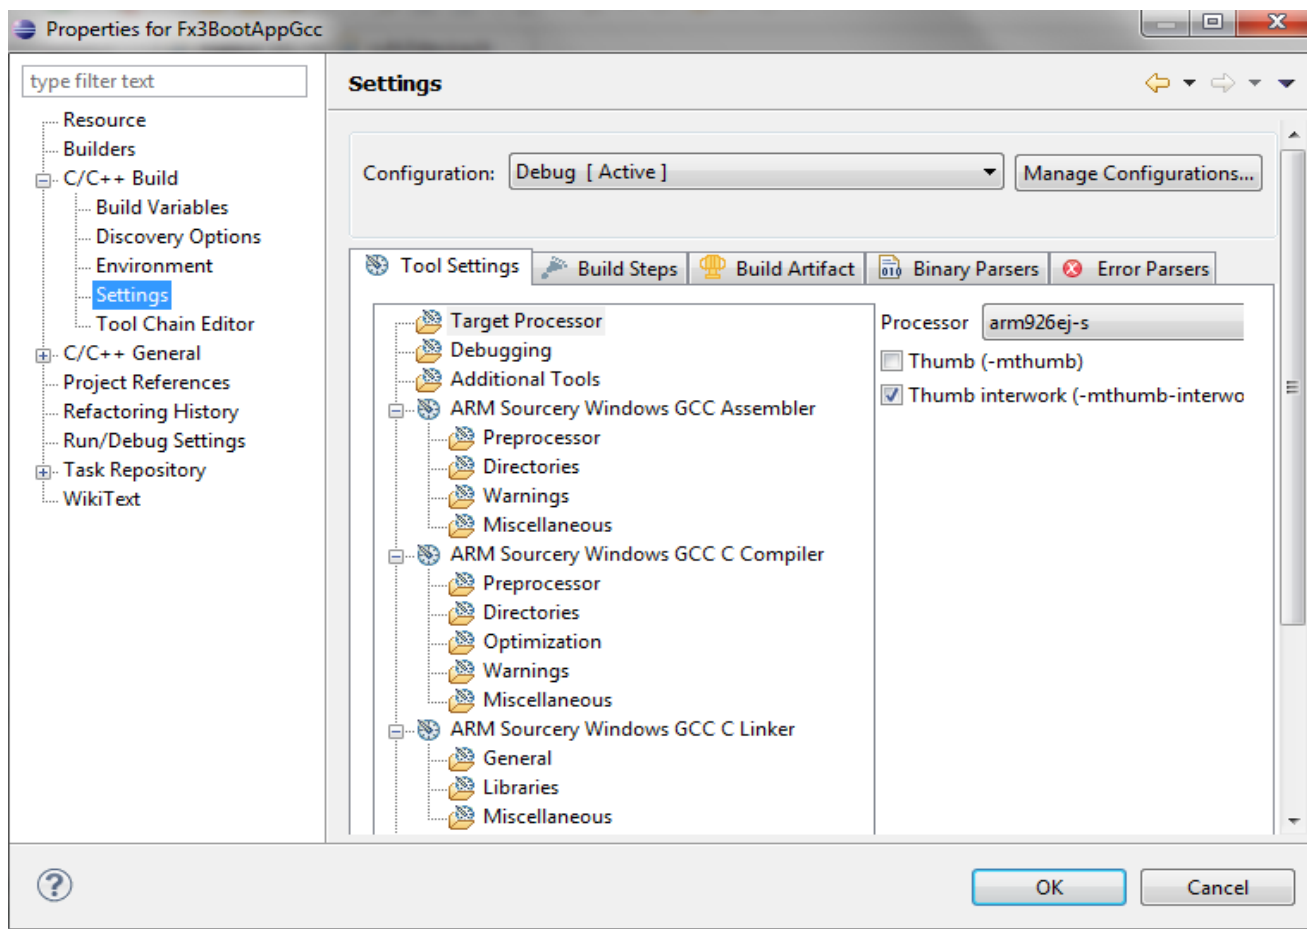 Properties for Fx3BootAppGcc
type filter text
Resource
Builders
C/C++ Build
Build Variables
Discovery Options
Environment
Settings
Tool Chain Editor
C/C++ General
Project References
Refactoring History
Run/Debug Settings
Task Repository
WikiText
Settings
Configuration: Debug [ Active ] Manage Configurations...
Tool Settings Build Steps Build Artifact Binary Parsers Error Parsers
Target Processor
Debugging
Additional Tools
ARM Sourcery Windows GCC Assembler
Preprocessor
Directories
Warnings
Miscellaneous
ARM Sourcery Windows GCC C Compiler
Preprocessor
Directories
Optimization
Warnings
Miscellaneous
ARM Sourcery Windows GCC C Linker
General
Libraries
Miscellaneous
Processor arm926ej-s
Thumb (-mthumb)
Thumb interwork (-mthumb-interwo
OK Cancel